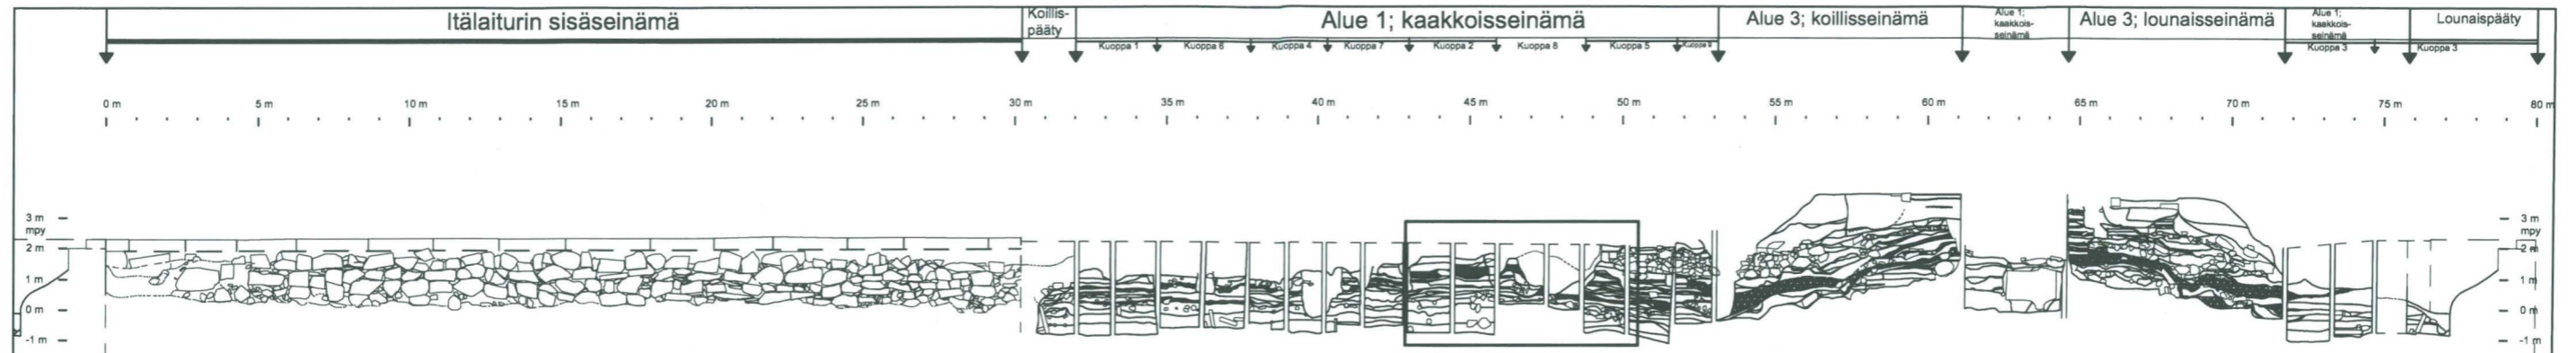 Itälaiturin sisäseinämä
Koillis-
pääty
Alue 1; kaakkoisseinämä
Alue 3; koillisseinämä
Alue 1;
kaakkois-
seinämä
Alue 3; lounaisseinämä
Alue 1;
kaakkois-
seinämä
Lounaispääty
Kuoppa 1
Kuoppa 6
Kuoppa 4
Kuoppa 7
Kuoppa 2
Kuoppa 8
Kuoppa 5
Kuoppa 9
Kuoppa 3
Kuoppa 3
0 m
5 m
10 m
15 m
20 m
25 m
30 m
35 m
40 m
45 m
50 m
55 m
60 m
65 m
70 m
75 m
80 m
3 m
mpy
2 m
1 m
0 m
-1 m
3 m
mpy
2 m
1 m
0 m
-1 m